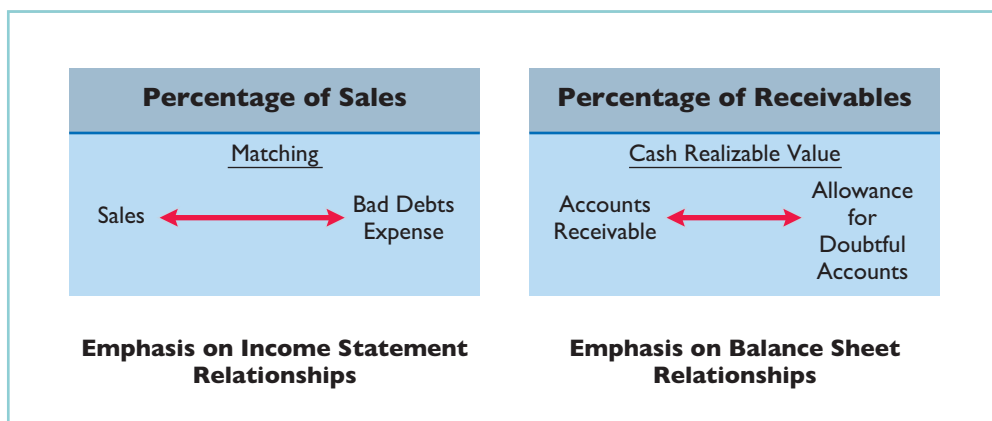 Percentage of Sales
Matching
Sales
Bad Debts
Expense
Emphasis on Income Statement
Relationships
Percentage of Receivables
Cash Realizable Value
Accounts
Receivable
Allowance
for
Doubtful
Accounts
Emphasis on Balance Sheet
Relationships